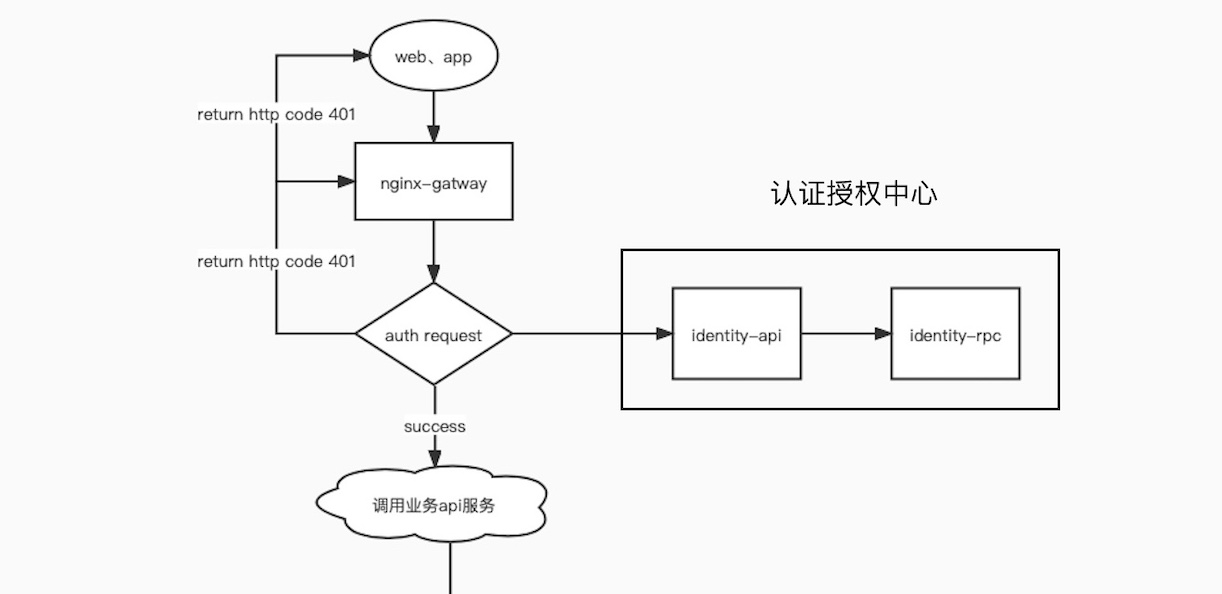 web、app
return http code 401
nginx-gatway
认证授权中心
return http code 401
auth request
identity-api
identity-rpc
success
调用业务api服务